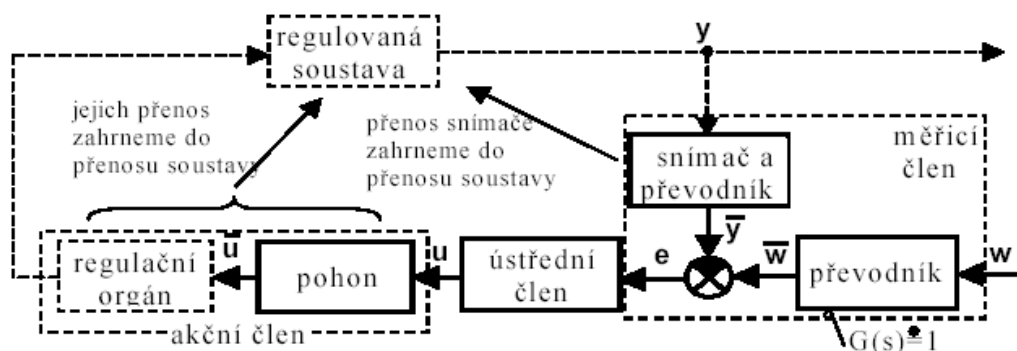 regulovaná
soustava
y
jejich přenos
zahrneme do
přenosu soustavy
přenos snímače
zahrneme do
přenosu soustavy
měřicí
člen
snímač a
převodník
y̅
u̅
u
e
w̅
w
regulační
orgán
pohon
ústřední
člen
převodník
akční člen
G(s)≐1